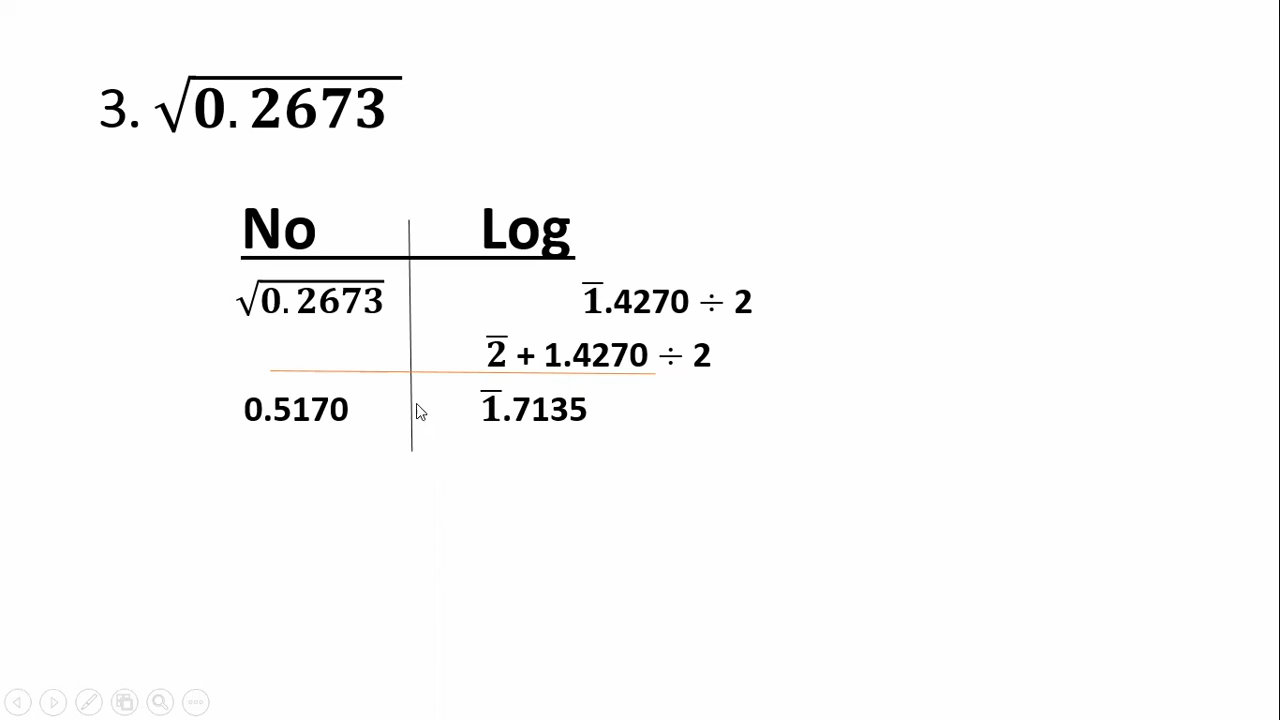 3. √0.2673
No Log
√0.2673 1̅.4270 ÷ 2
2̅ + 1.4270 ÷ 2
0.5170 1̅.7135